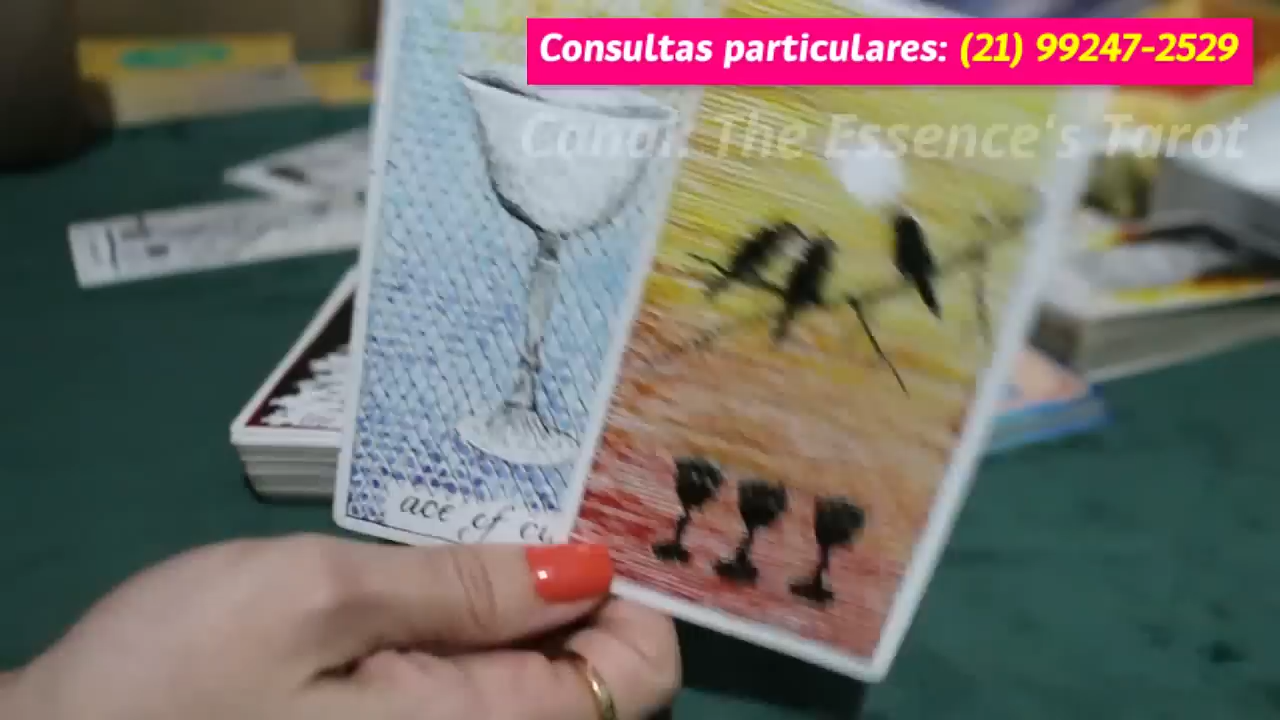 Consultas particulares: (21) 99247-2529
Canal: The Essence's Tarot
ace of cu